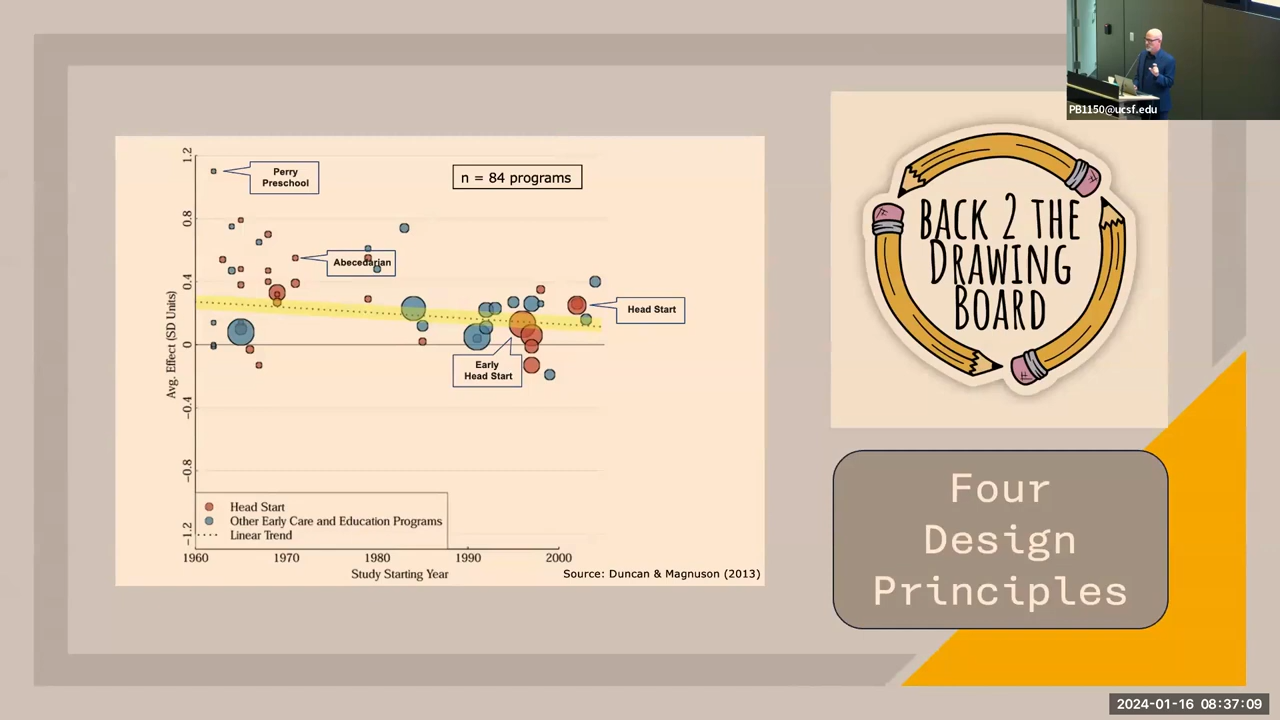 PB1150@ucsf.edu
1.2
0.8
0.4
0
−0.4
−0.8
−1.2
Avg. Effect (SD Units)
Perry
Preschool
n = 84 programs
Abecedarian
Head Start
Early
Head Start
Head Start
Other Early Care and Education Programs
Linear Trend
1960
1970
1980
1990
2000
Study Starting Year
Source: Duncan & Magnuson (2013)
BACK 2 THE
DRAWING
BOARD
Four
Design
Principles
2024-01-16 08:37:09